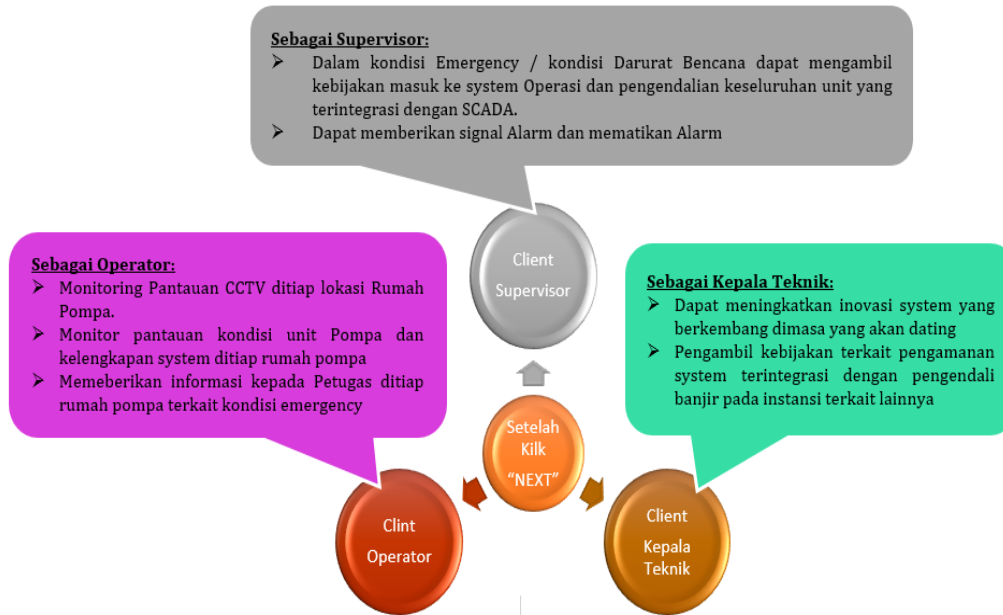 Sebagai Supervisor:
➢ Dalam kondisi Emergency / kondisi Darurat Bencana dapat mengambil
kebijakan masuk ke system Operasi dan pengendalian keseluruhan unit yang
terintegrasi dengan SCADA.
➢ Dapat memberikan signal Alarm dan mematikan Alarm
Client
Supervisor
Sebagai Operator:
➢ Monitoring Pantauan CCTV ditiap lokasi Rumah
Pompa.
➢ Monitor pantauan kondisi unit Pompa dan
kelengkapan system ditiap rumah pompa
➢ Memeberikan informasi kepada Petugas ditiap
rumah pompa terkait kondisi emergency
Sebagai Kepala Teknik:
➢ Dapat meningkatkan inovasi system yang
berkembang dimasa yang akan dating
➢ Pengambil kebijakan terkait pengamanan
system terintegrasi dengan pengendali
banjir pada instansi terkait lainnya
Setelah
Kilk
“NEXT”
Clint
Operator
Client
Kepala
Teknik